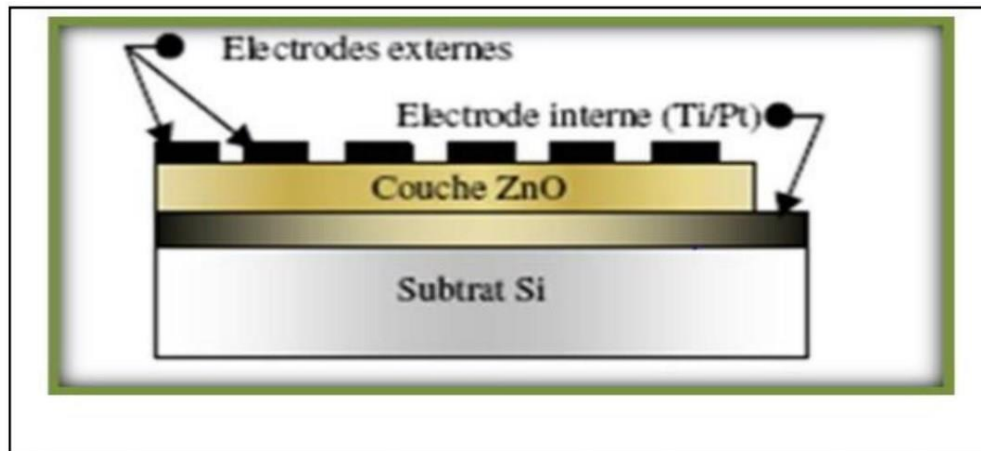 Electrodes externes
Electrode interne (Ti/Pt)
Couche ZnO
Subtrat Si